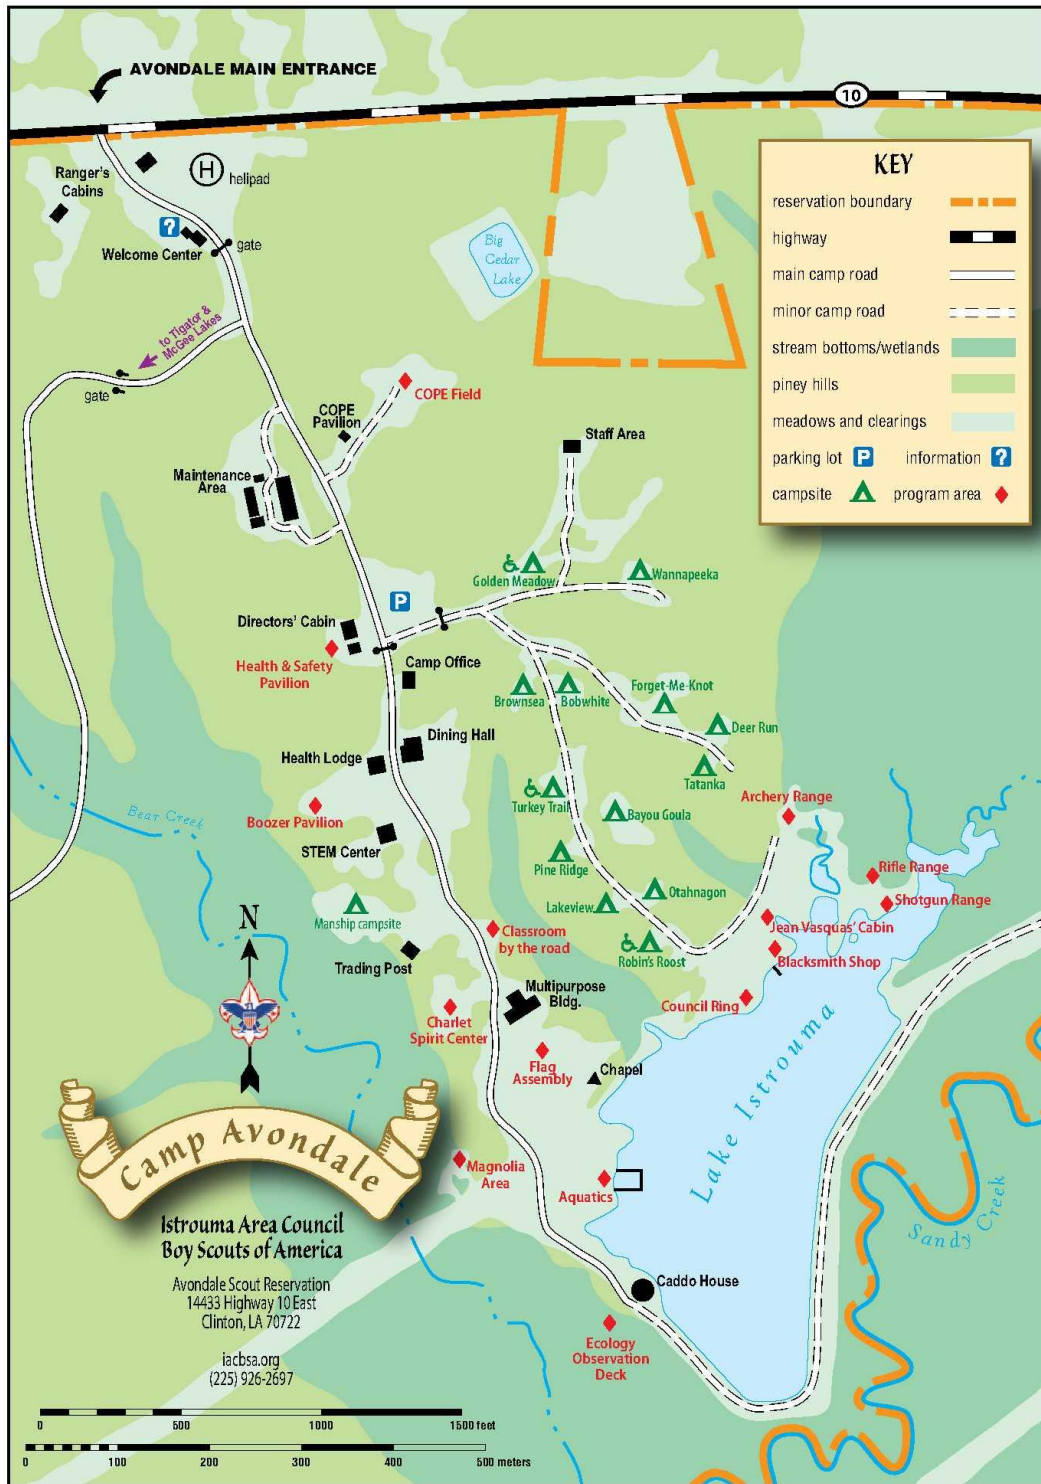 AVONDALE MAIN ENTRANCE
10
Ranger's
Cabins
H
helipad
?
Welcome Center
gate
Big
Cedar
Lake
KEY
reservation boundary
highway
main camp road
minor camp road
stream bottoms/wetlands
piney hills
meadows and clearings
parking lot P information ?
campsite program area
to Tigator &
McGee Lakes
gate
COPE Field
COPE
Pavilion
Staff Area
Maintenance
Area
Golden Meadow
Wannapeeka
P
Directors' Cabin
Health & Safety
Pavilion
Camp Office
Brownsea
Bobwhite
Forget-Me-Knot
Deer Run
Tatanka
Dining Hall
Health Lodge
Turkey Trail
Bayou Goula
Archery Range
Bear Creek
Boozer Pavilion
STEM Center
Pine Ridge
Rifle Range
Otahnagon
Lakeview
Shotgun Range
Manship campsite
N
Classroom
by the road
Jean Vasquas' Cabin
Robin's Roost
Blacksmith Shop
Trading Post
Multipurpose
Bldg.
Council Ring
Charlet
Spirit Center
Flag
Assembly
Chapel
Lake Istrouma
Camp Avondale
Magnolia
Area
Aquatics
Sandy Creek
Istrouma Area Council
Boy Scouts of America
Avondale Scout Reservation
14433 Highway 10 East
Clinton, LA 70722
iacbsa.org
(225) 926-2697
Caddo House
Ecology
Observation
Deck
0 500 1000 1500 feet
0 100 200 300 400 500 meters